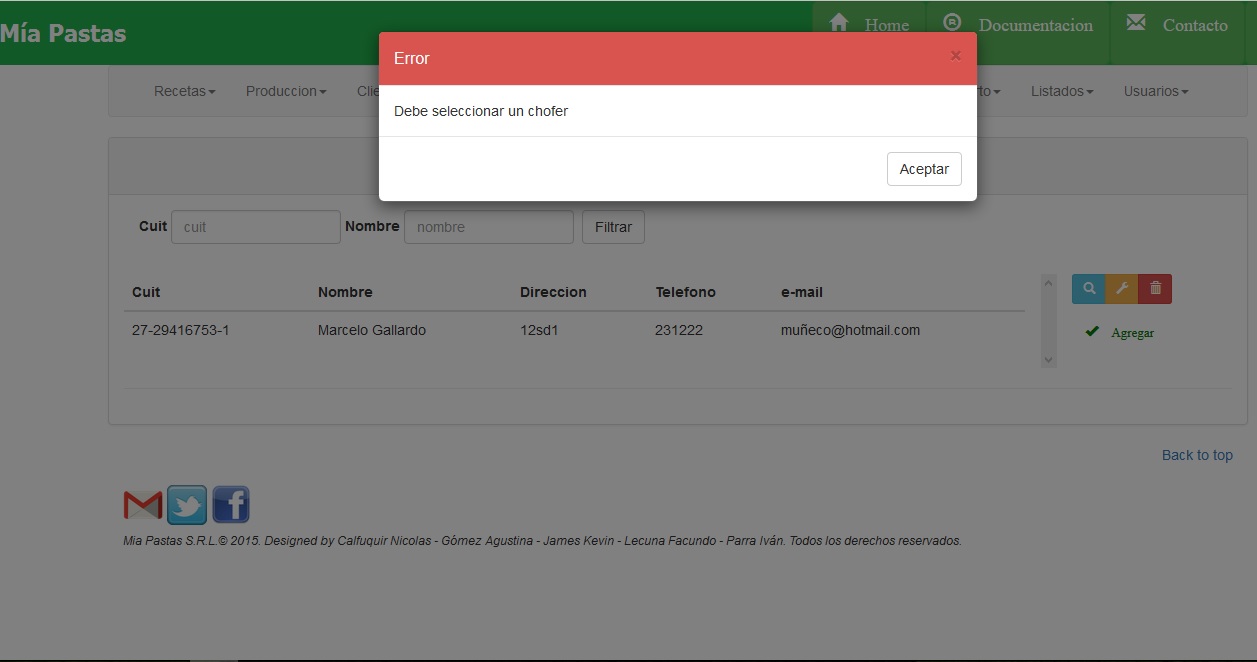 Mía Pastas
Home
Documentacion
Contacto
Error
×
Debe seleccionar un chofer
Aceptar
Recetas
Produccion
Clie
to
Listados
Usuarios
Cuit cuit Nombre nombre Filtrar
Cuit Nombre Direccion Telefono e-mail
27-29416753-1 Marcelo Gallardo 12sd1 231222 muñeco@hotmail.com
Agregar
Back to top
Mia Pastas S.R.L.© 2015. Designed by Calfuquir Nicolas - Gómez Agustina - James Kevin - Lecuna Facundo - Parra Iván. Todos los derechos reservados.